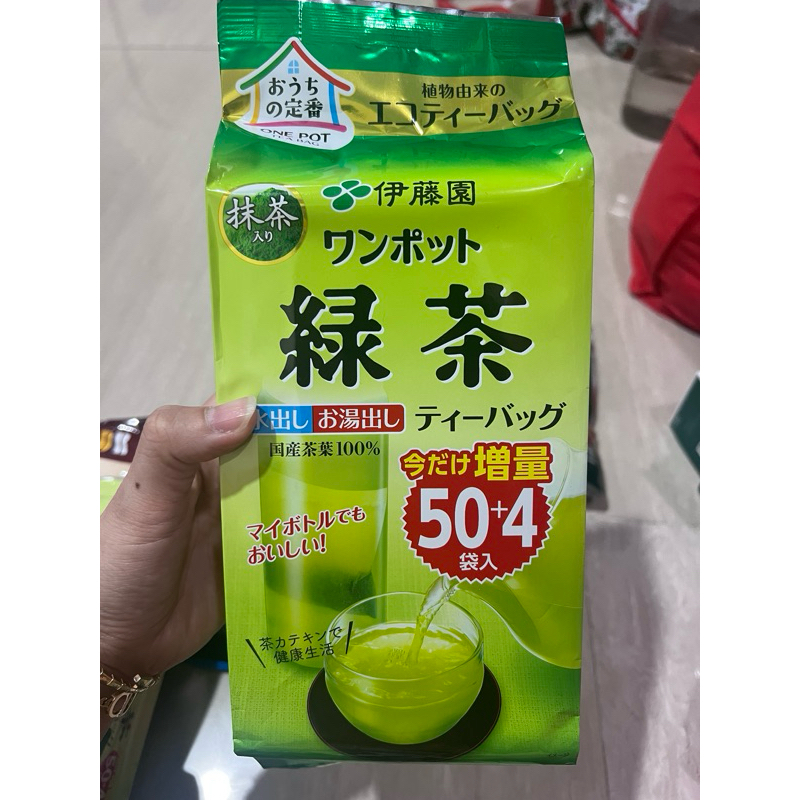 おうち
の定番
ONE POT
TEA BAG
植物由来の
エコティーバッグ
抹茶
入り
伊藤園
ワンポット
緑茶
水出し お湯出し ティーバッグ
国産茶葉100%
今だけ増量
50+4
袋入
マイボトルでも
おいしい!
茶カテキンで
健康生活